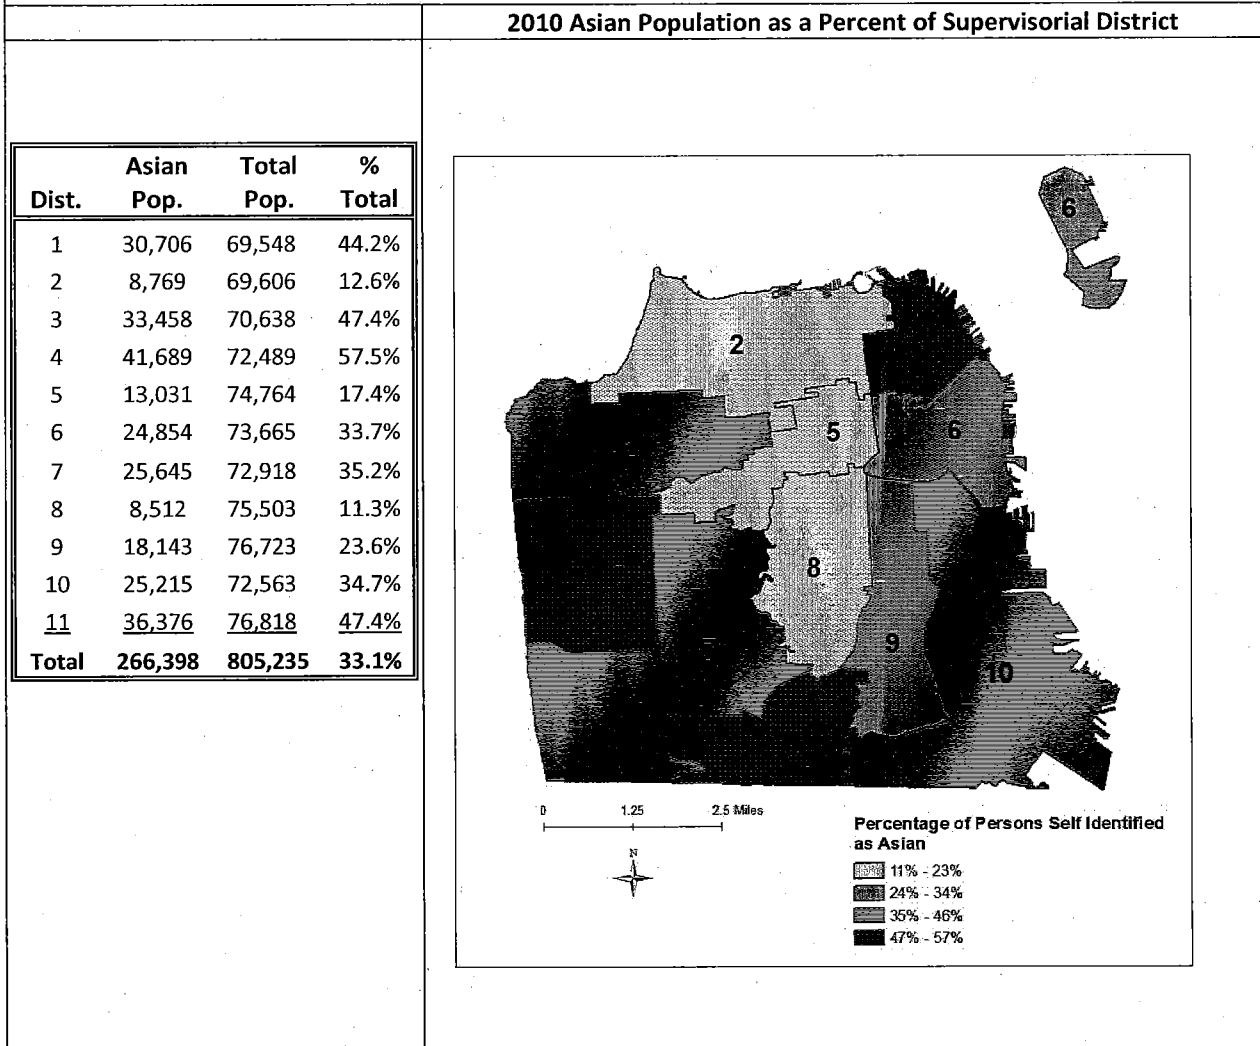 2010 Asian Population as a Percent of Supervisorial District
Asian Total %
Dist. Pop. Pop. Total
1 30,706 69,548 44.2%
2 8,769 69,606 12.6%
3 33,458 70,638 47.4%
4 41,689 72,489 57.5%
5 13,031 74,764 17.4%
6 24,854 73,665 33.7%
7 25,645 72,918 35.2%
8 8,512 75,503 11.3%
9 18,143 76,723 23.6%
10 25,215 72,563 34.7%
11 36,376 76,818 47.4%
Total 266,398 805,235 33.1%
6
2
5
6
8
9
10
0 1.25 2.5 Miles
N
Percentage of Persons Self Identified
as Asian
11% - 23%
24% - 34%
35% - 46%
47% - 57%